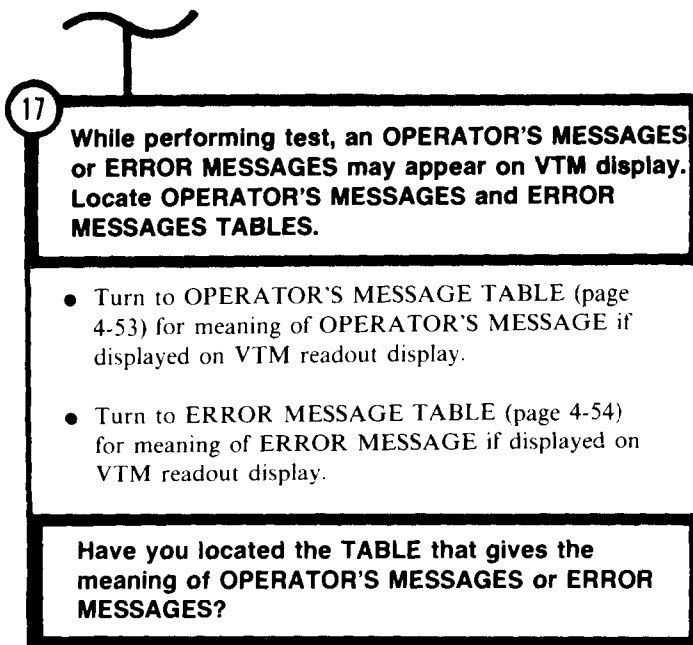 17
While performing test, an OPERATOR'S MESSAGES
or ERROR MESSAGES may appear on VTM display.
Locate OPERATOR'S MESSAGES and ERROR
MESSAGES TABLES.
● Turn to OPERATOR'S MESSAGE TABLE (page
4-53) for meaning of OPERATOR'S MESSAGE if
displayed on VTM readout display.
● Turn to ERROR MESSAGE TABLE (page 4-54)
for meaning of ERROR MESSAGE if displayed on
VTM readout display.
Have you located the TABLE that gives the
meaning of OPERATOR'S MESSAGES or ERROR
MESSAGES?